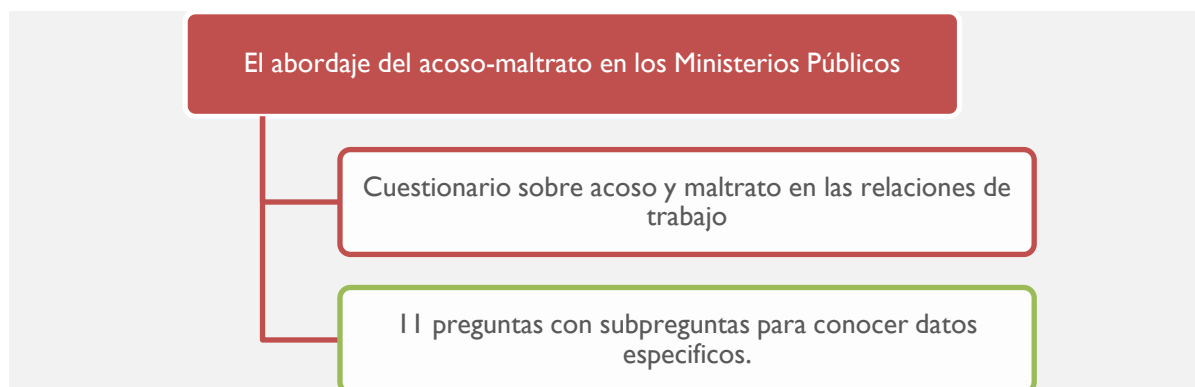 El abordaje del acoso-maltrato en los Ministerios Públicos
Cuestionario sobre acoso y maltrato en las relaciones de
trabajo
11 preguntas con subpreguntas para conocer datos
especificos.